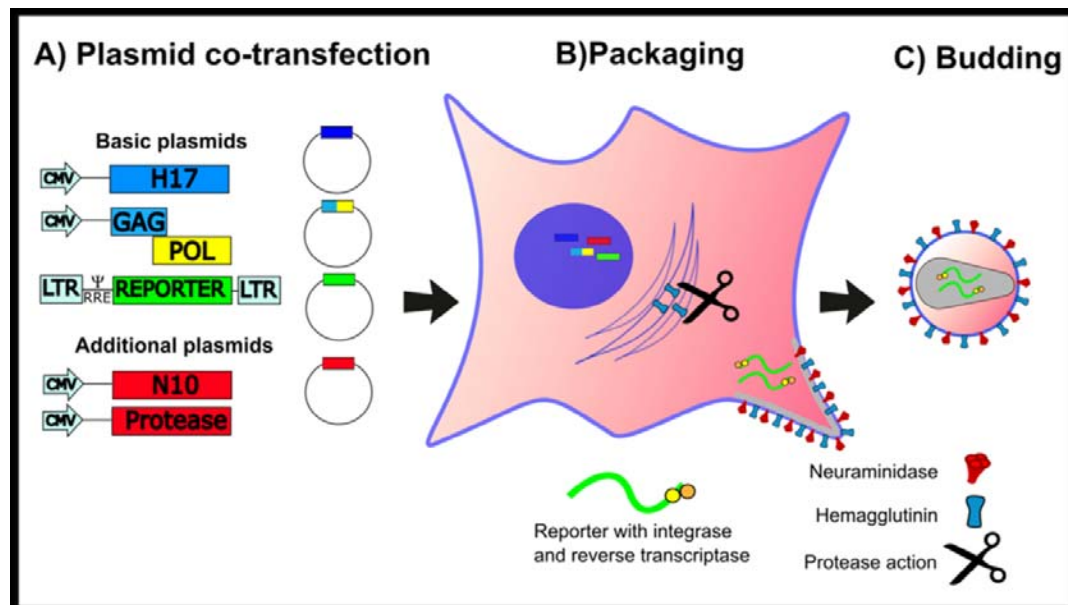 A) Plasmid co-transfection
Basic plasmids
CMV H17
CMV GAG
POL
LTR Ψ RRE REPORTER LTR
Additional plasmids
CMV N10
CMV Protease
B)Packaging
C) Budding
Reporter with integrase
and reverse transcriptase
Neuraminidase
Hemagglutinin
Protease action